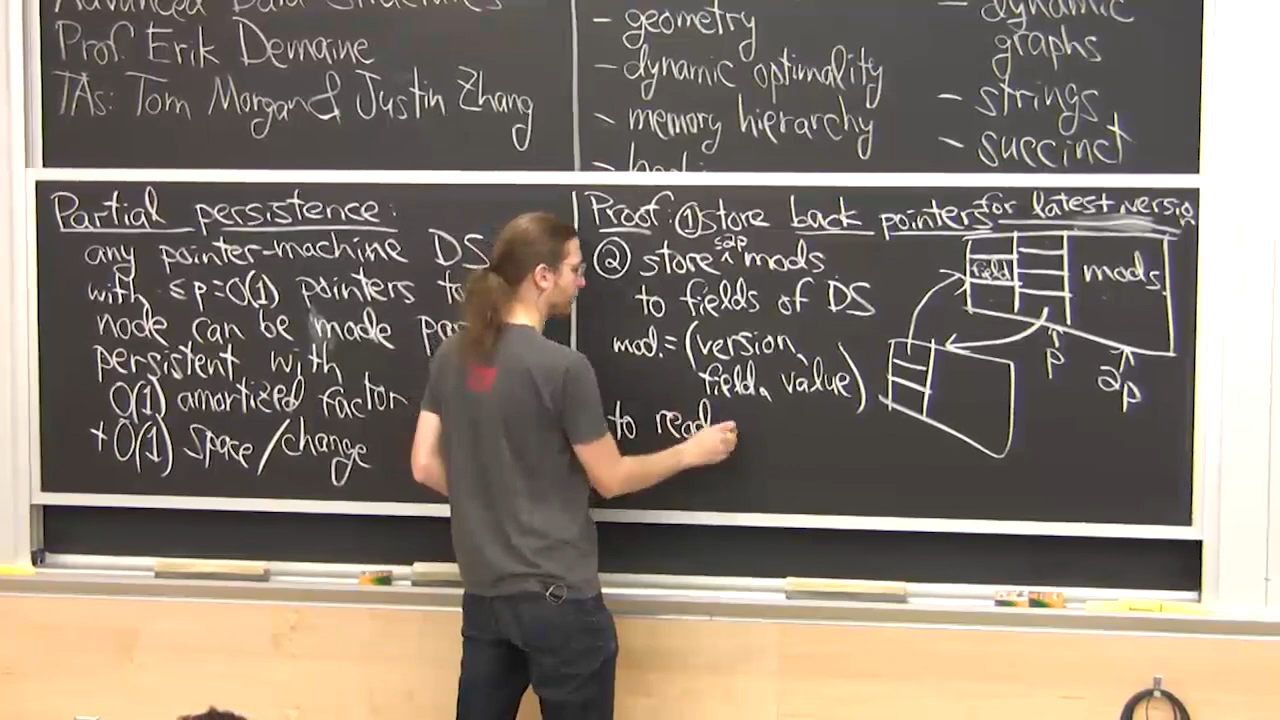 Advanced Data Structures
Prof. Erik Demaine
TAs: Tom Morgan & Justin Zhang
- geometry
- dynamic optimality
- memory hierarchy
- dynamic
graphs
- strings
- succinct
Partial persistence:
any pointer-machine DS
with ≤p=O(1) pointers to
node can be made
persistent with
O(1) amortized factor
+ O(1) space/change
Proof: ① store back pointers for latest version
② store ≤2p mods
to fields of DS
mod.= (version,
field, value)
to read
field
mods.
p
2p